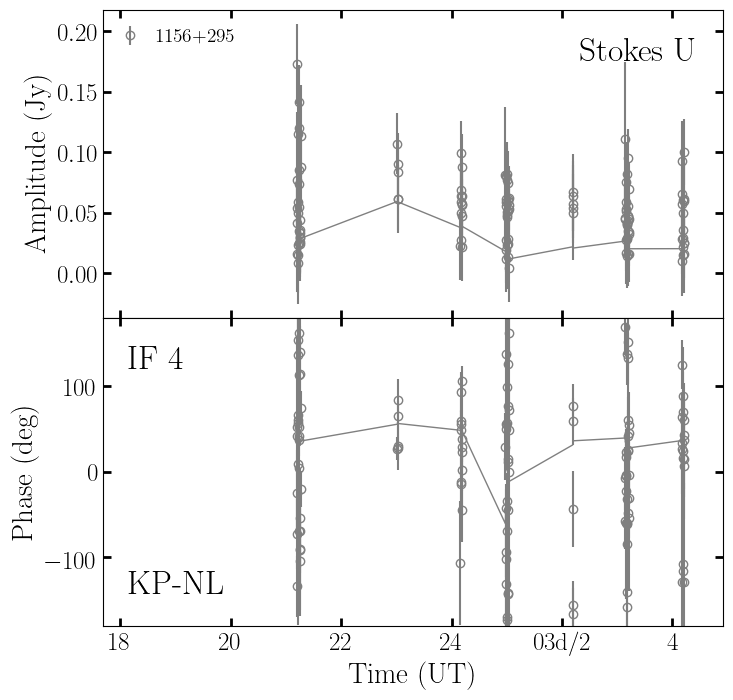 1156+295
Stokes U
0.20
0.15
0.10
0.05
0.00
Amplitude (Jy)
IF 4
100
0
−100
Phase (deg)
KP-NL
18 20 22 24 03d/2 4
Time (UT)